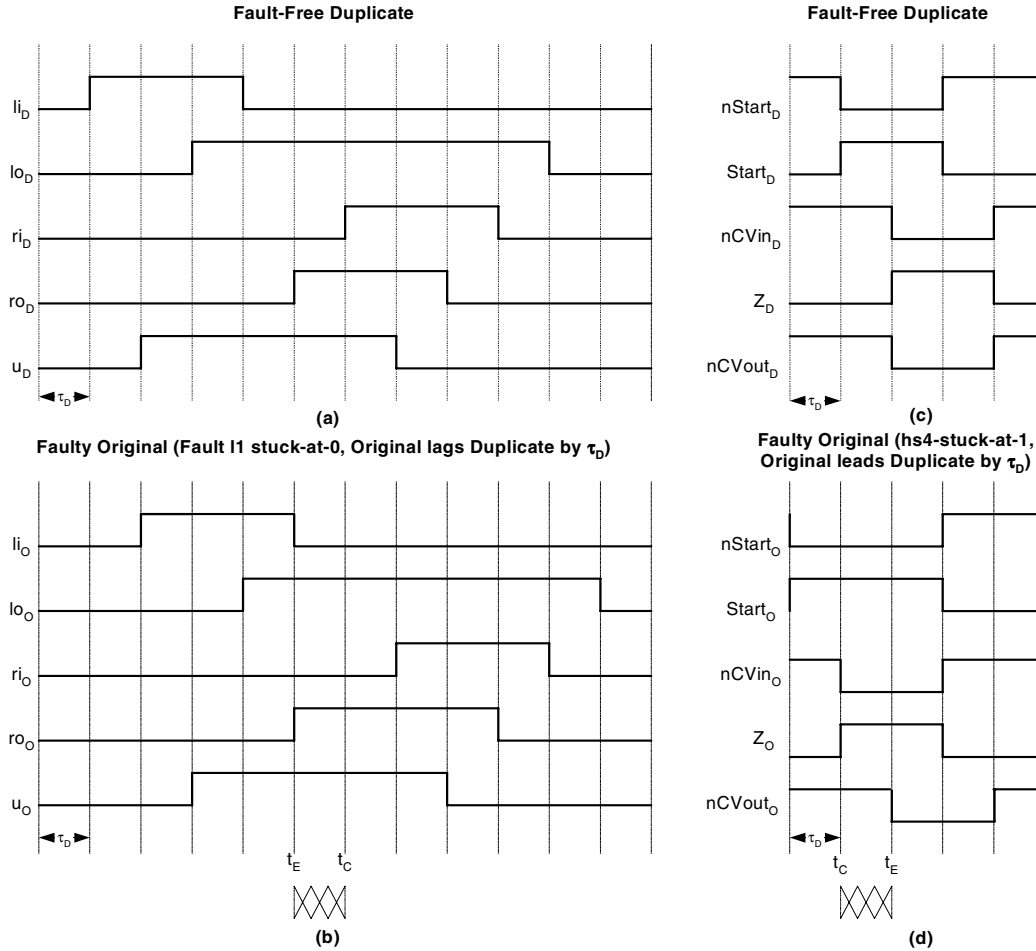 Fault-Free Duplicate
li_D
lo_D
ri_D
ro_D
u_D
τ_D
(a)
Fault-Free Duplicate
nStart_D
Start_D
nCVin_D
Z_D
nCVout_D
τ_D
(c)
Faulty Original (Fault l1 stuck-at-0, Original lags Duplicate by τ_D)
li_O
lo_O
ri_O
ro_O
u_O
τ_D
t_E t_C
(b)
Faulty Original (hs4-stuck-at-1,
Original leads Duplicate by τ_D)
nStart_O
Start_O
nCVin_O
Z_O
nCVout_O
τ_D
t_C t_E
(d)